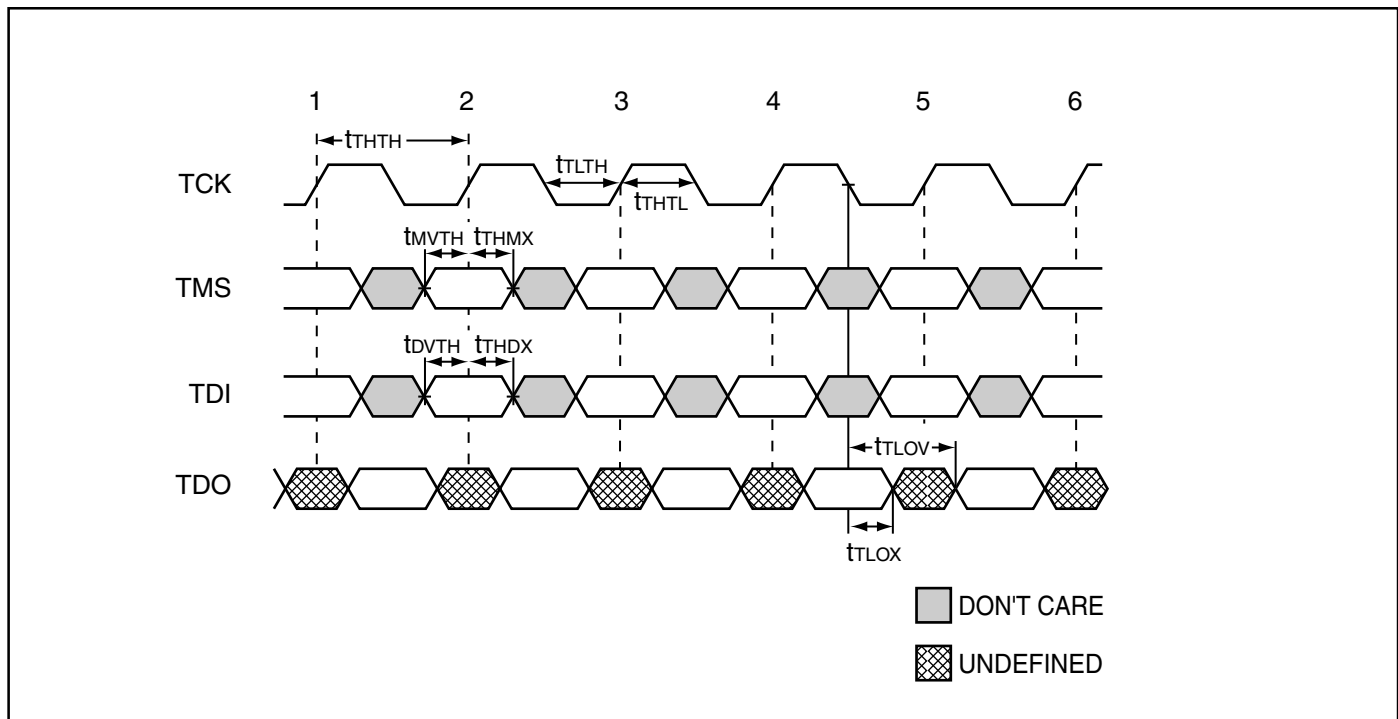 1 2 3 4 5 6
tTHTH
tTLTH
TCK
tTHTL
tMVTH tTHMX
TMS
tDVTH tTHDX
TDI
tTLOV
TDO
tTLOX
DON'T CARE
UNDEFINED